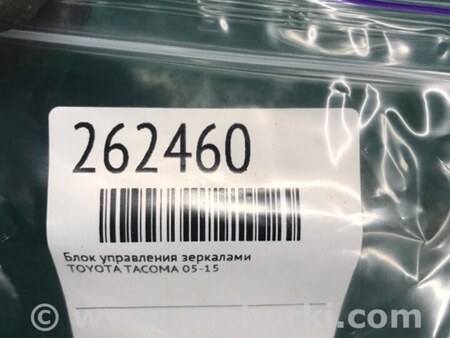 262460
Блок управления зеркалами
TOYOTA TACOMA 05-15